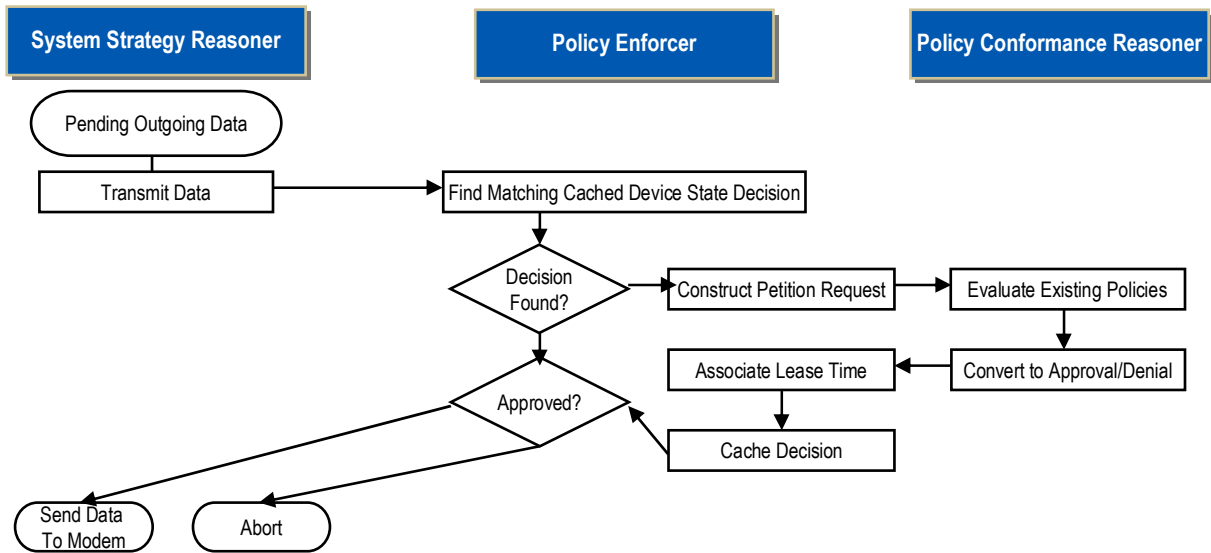 System Strategy Reasoner
Policy Enforcer
Policy Conformance Reasoner
Pending Outgoing Data
Transmit Data
Find Matching Cached Device State Decision
Decision
Found?
Construct Petition Request
Evaluate Existing Policies
Associate Lease Time
Convert to Approval/Denial
Approved?
Cache Decision
Send Data
To Modem
Abort